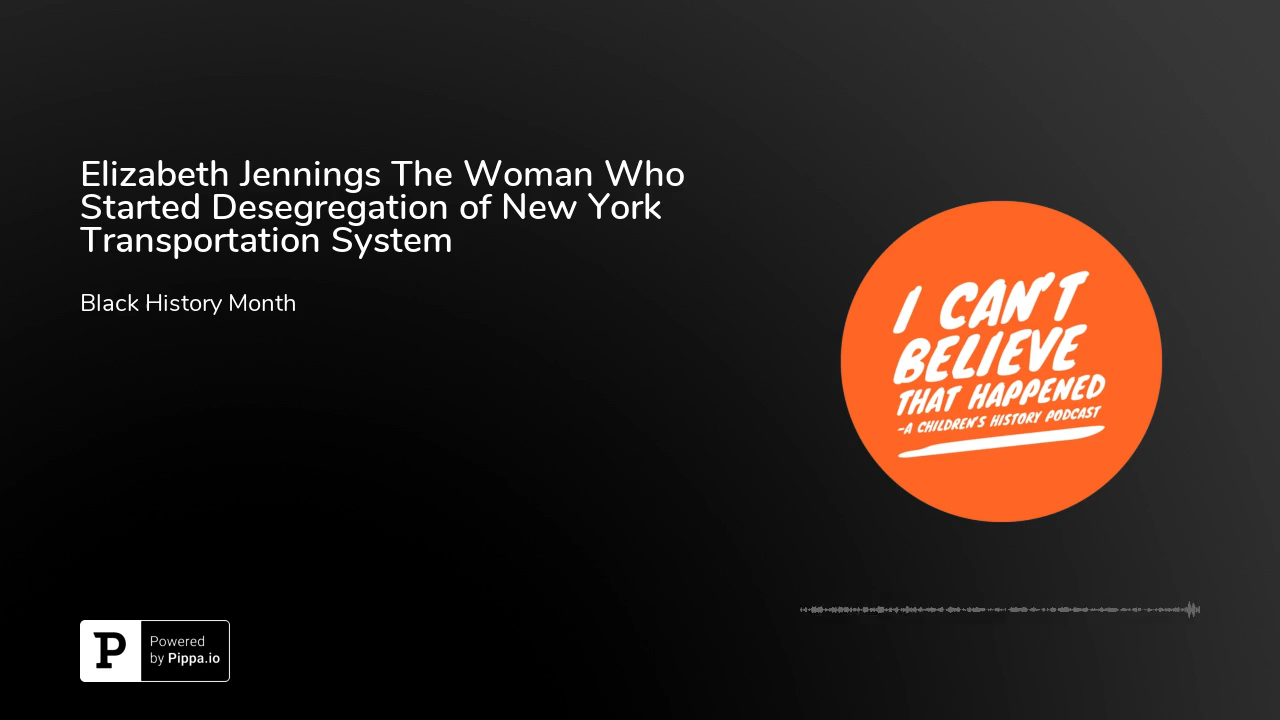 Elizabeth Jennings The Woman Who
Started Desegregation of New York
Transportation System
Black History Month
I CAN'T
BELIEVE
THAT HAPPENED
-A CHILDREN'S HISTORY PODCAST
P
Powered
by Pippa.io